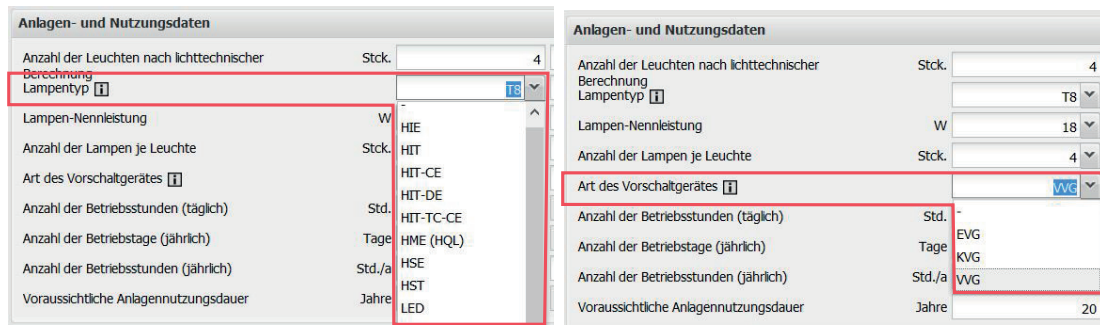 Anlagen- und Nutzungsdaten
Anzahl der Leuchten nach lichttechnischer Stck. 4
Berechnung
Lampentyp i T8
-
Lampen-Nennleistung W
HIE
Anzahl der Lampen je Leuchte Stck.
HIT
HIT-CE
Art des Vorschaltgerätes i
HIT-DE
Anzahl der Betriebsstunden (täglich) Std.
HIT-TC-CE
Anzahl der Betriebstage (jährlich) Tage
HME (HQL)
Anzahl der Betriebsstunden (jährlich) Std./a
HSE
HST
Voraussichtliche Anlagennutzungsdauer Jahre
LED
Anlagen- und Nutzungsdaten
Anzahl der Leuchten nach lichttechnischer Stck. 4
Berechnung
Lampentyp i T8
Lampen-Nennleistung W 18
Anzahl der Lampen je Leuchte Stck. 4
Art des Vorschaltgerätes i VVG
Anzahl der Betriebsstunden (täglich) Std.
-
EVG
Anzahl der Betriebstage (jährlich) Tage
KVG
Anzahl der Betriebsstunden (jährlich) Std./a
VVG
Voraussichtliche Anlagennutzungsdauer Jahre 20